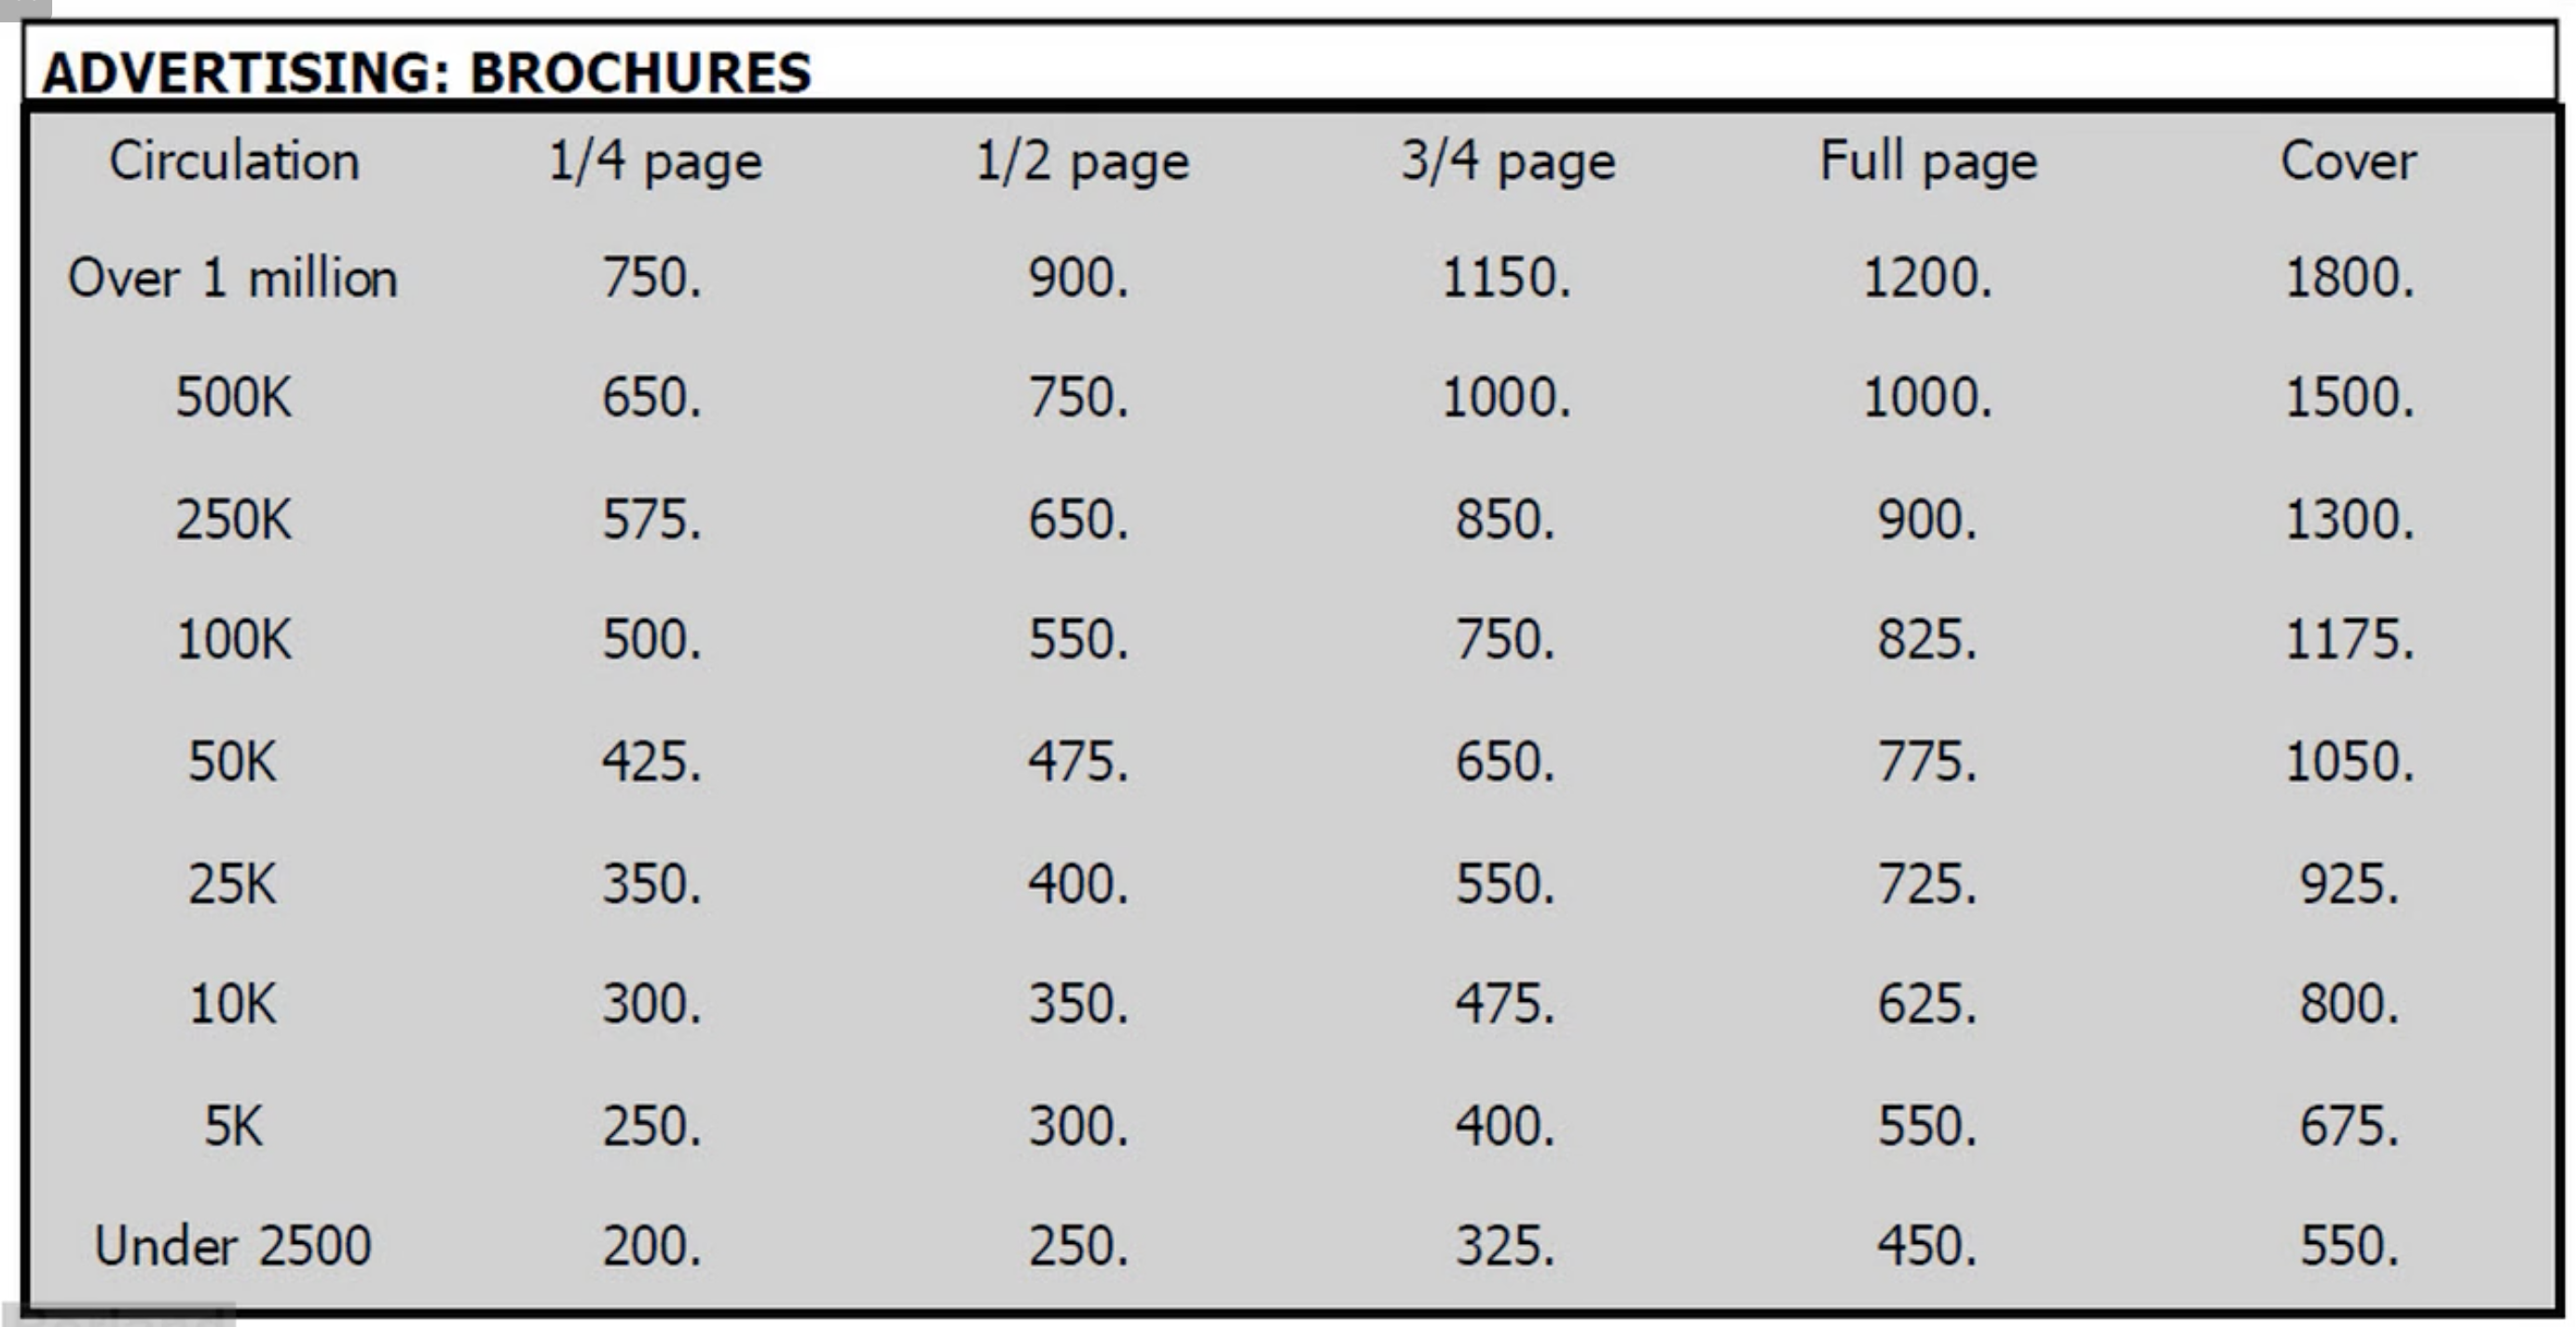 ADVERTISING: BROCHURES
Circulation 1/4 page 1/2 page 3/4 page Full page Cover
Over 1 million 750. 900. 1150. 1200. 1800.
500K 650. 750. 1000. 1000. 1500.
250K 575. 650. 850. 900. 1300.
100K 500. 550. 750. 825. 1175.
50K 425. 475. 650. 775. 1050.
25K 350. 400. 550. 725. 925.
10K 300. 350. 475. 625. 800.
5K 250. 300. 400. 550. 675.
Under 2500 200. 250. 325. 450. 550.